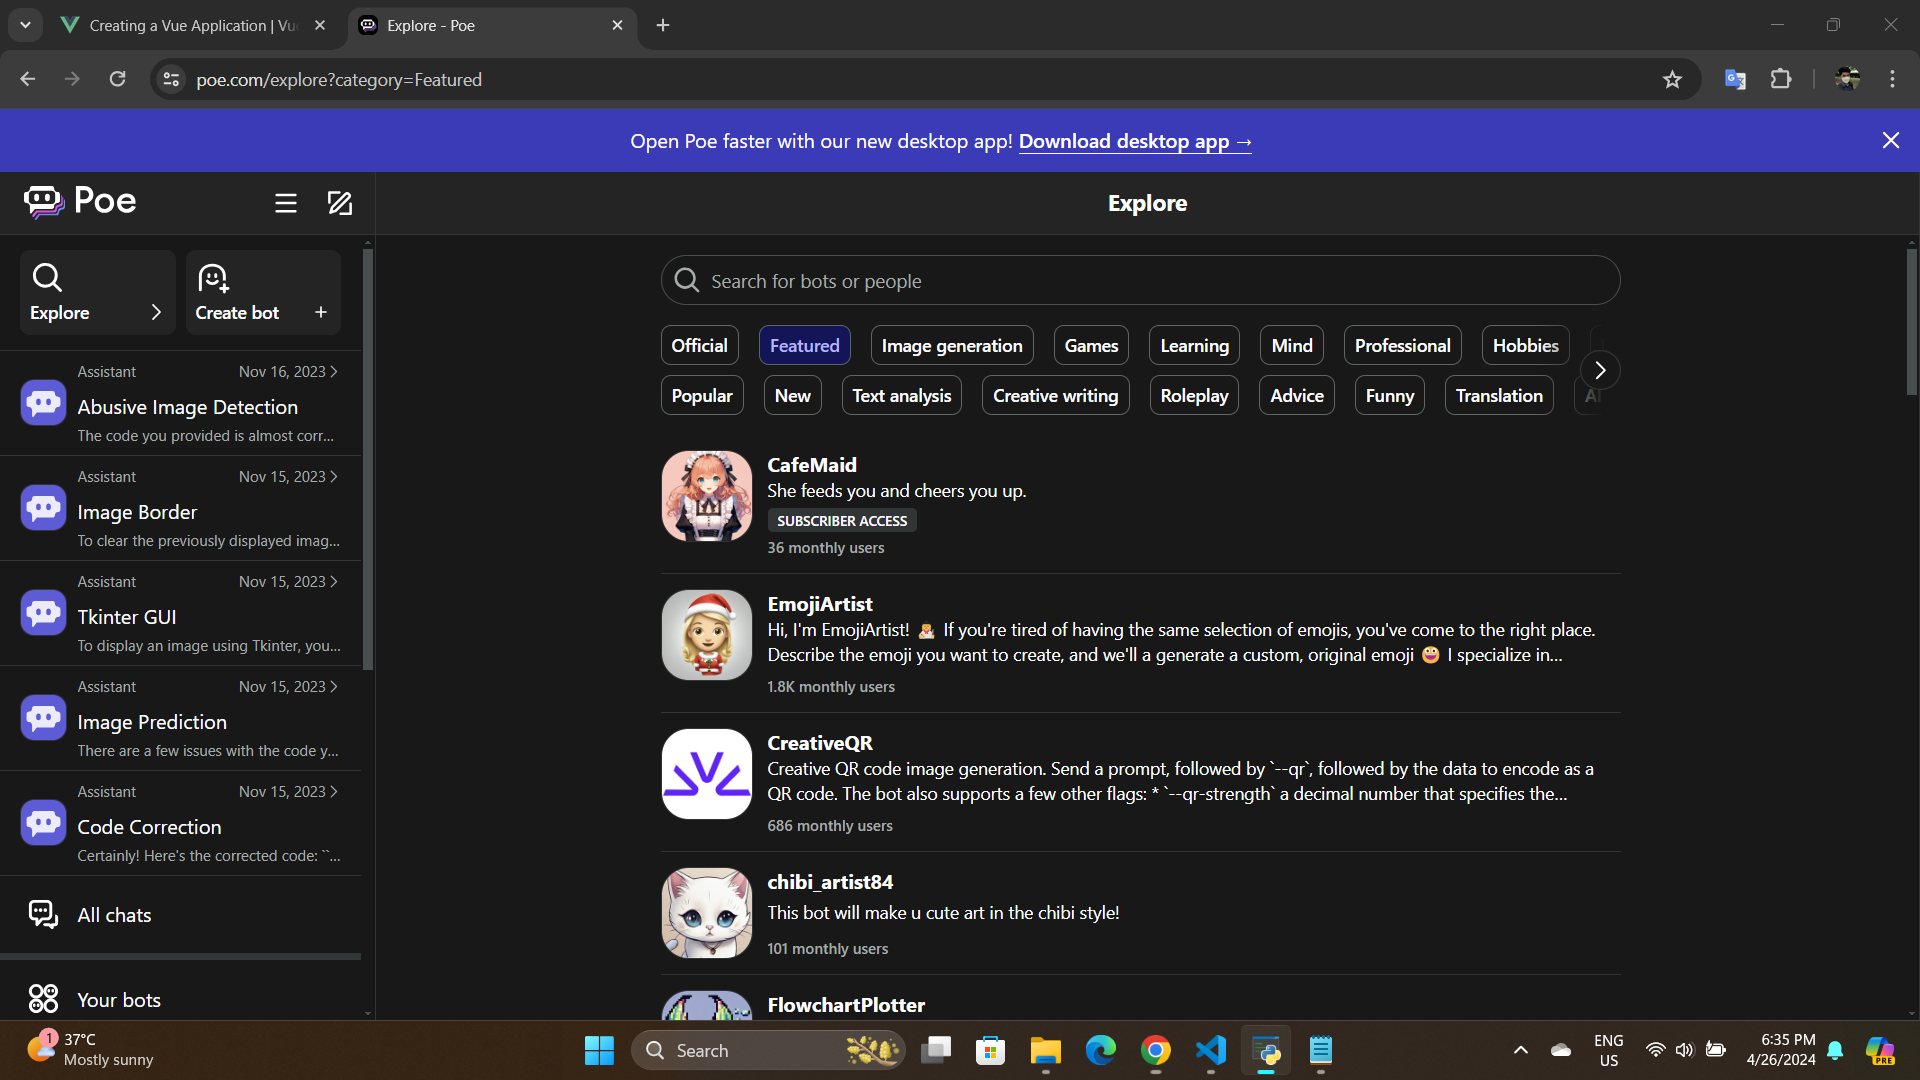 Creating a Vue Application | Vu
Explore - Poe
poe.com/explore?category=Featured
Open Poe faster with our new desktop app! Download desktop app →
Poe
Explore
Explore
Create bot +
Search for bots or people
Official Featured Image generation Games Learning Mind Professional Hobbies
Popular New Text analysis Creative writing Roleplay Advice Funny Translation
Assistant Nov 16, 2023
Abusive Image Detection
The code you provided is almost corr...
Assistant Nov 15, 2023
Image Border
To clear the previously displayed imag...
Assistant Nov 15, 2023
Tkinter GUI
To display an image using Tkinter, you...
Assistant Nov 15, 2023
Image Prediction
There are a few issues with the code y...
Assistant Nov 15, 2023
Code Correction
Certainly! Here's the corrected code: ``...
All chats
Your bots
CafeMaid
She feeds you and cheers you up.
SUBSCRIBER ACCESS
36 monthly users
EmojiArtist
Hi, I'm EmojiArtist! 🧑‍🎨 If you're tired of having the same selection of emojis, you've come to the right place.
Describe the emoji you want to create, and we'll a generate a custom, original emoji 😀 I specialize in...
1.8K monthly users
CreativeQR
Creative QR code image generation. Send a prompt, followed by `--qr`, followed by the data to encode as a
QR code. The bot also supports a few other flags: * `--qr-strength` a decimal number that specifies the...
686 monthly users
chibi_artist84
This bot will make u cute art in the chibi style!
101 monthly users
FlowchartPlotter
1
37°C
Mostly sunny
Search
ENG
US
6:35 PM
4/26/2024
PRE